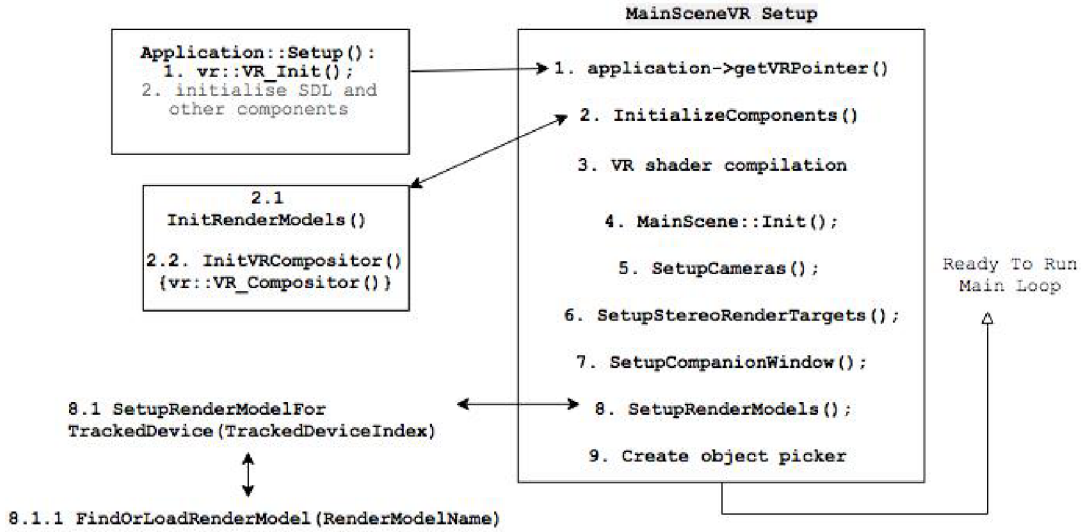 MainSceneVR Setup
Application::Setup():
1. vr::VR_Init();
2. initialise SDL and
other components
1. application->getVRPointer()
2. InitializeComponents()
3. VR shader compilation
4. MainScene::Init();
5. SetupCameras();
6. SetupStereoRenderTargets();
7. SetupCompanionWindow();
8. SetupRenderModels();
9. Create object picker
2.1
InitRenderModels()
2.2. InitVRCompositor()
{vr::VR_Compositor()}
Ready To Run
Main Loop
8.1 SetupRenderModelFor
TrackedDevice(TrackedDeviceIndex)
8.1.1 FindOrLoadRenderModel(RenderModelName)